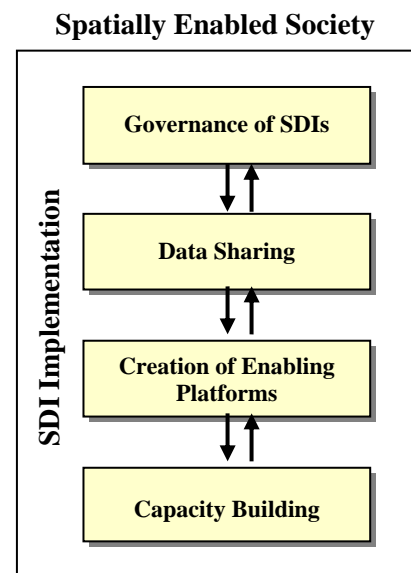 Spatially Enabled Society
SDI Implementation
Governance of SDIs
Data Sharing
Creation of Enabling
Platforms
Capacity Building